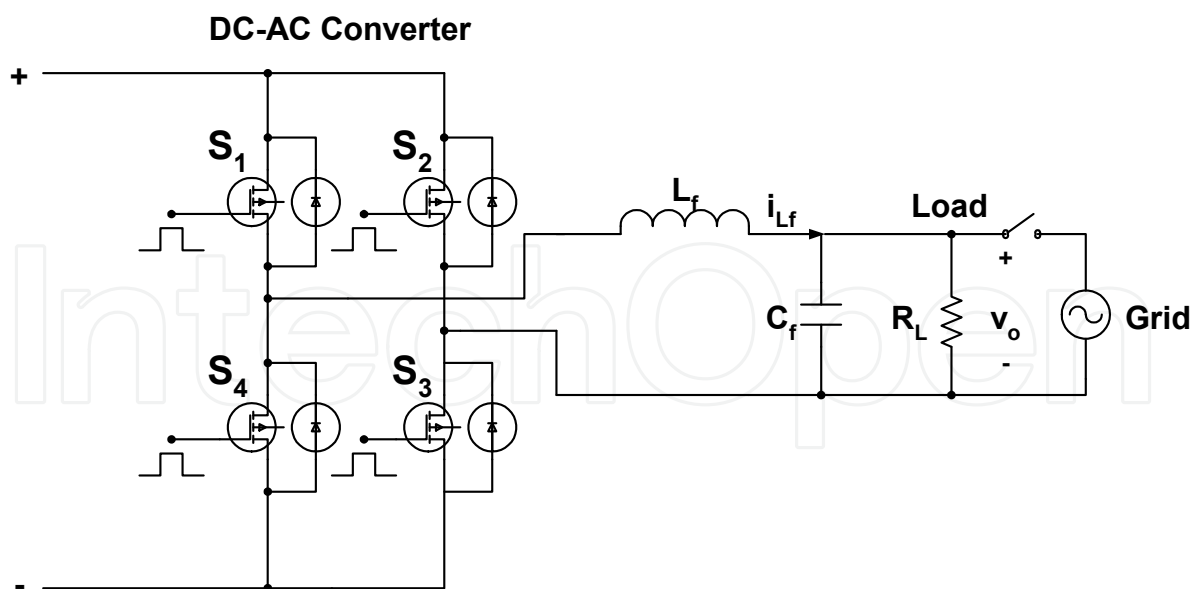 DC-AC Converter
+
S1
S2
Lf
iLf
Load
+
Cf
RL
vo
Grid
-
S4
S3
-
IntechOpen